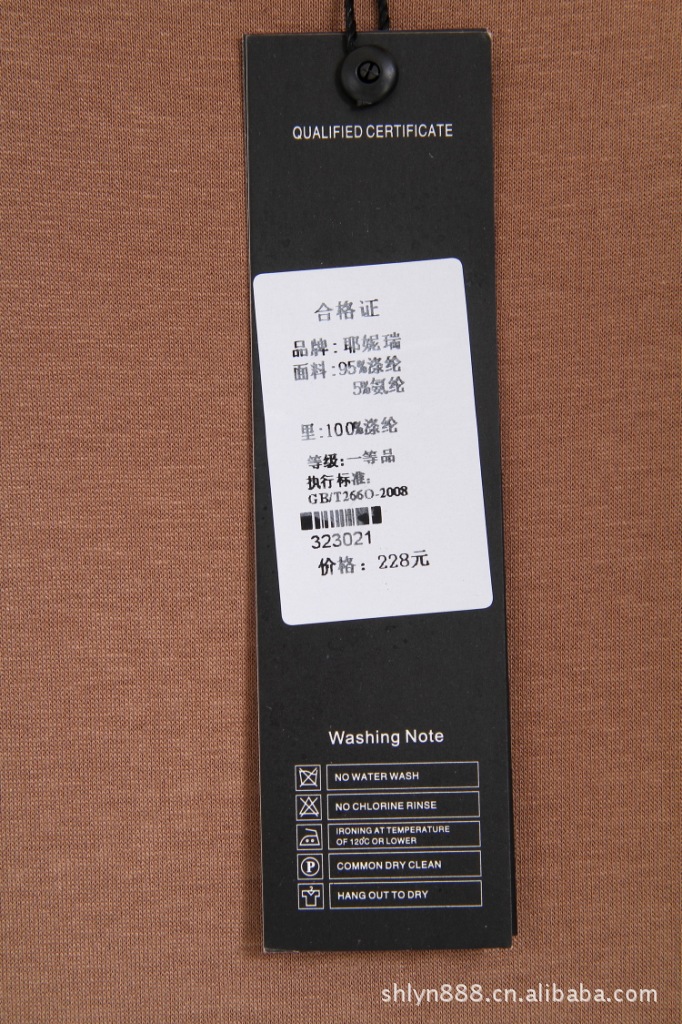 QUALIFIED CERTIFICATE
合格证
品牌:耶妮瑞
面料:95%涤纶
5%氨纶
里:100%涤纶
等级:一等品
执行标准:
GB/T2660-2008
323021
价格: 228元
Washing Note
NO WATER WASH
NO CHLORINE RINSE
IRONING AT TEMPERATURE
OF 120℃ OR LOWER
P COMMON DRY CLEAN
HANG OUT TO DRY
shlyn888.cn.alibaba.com